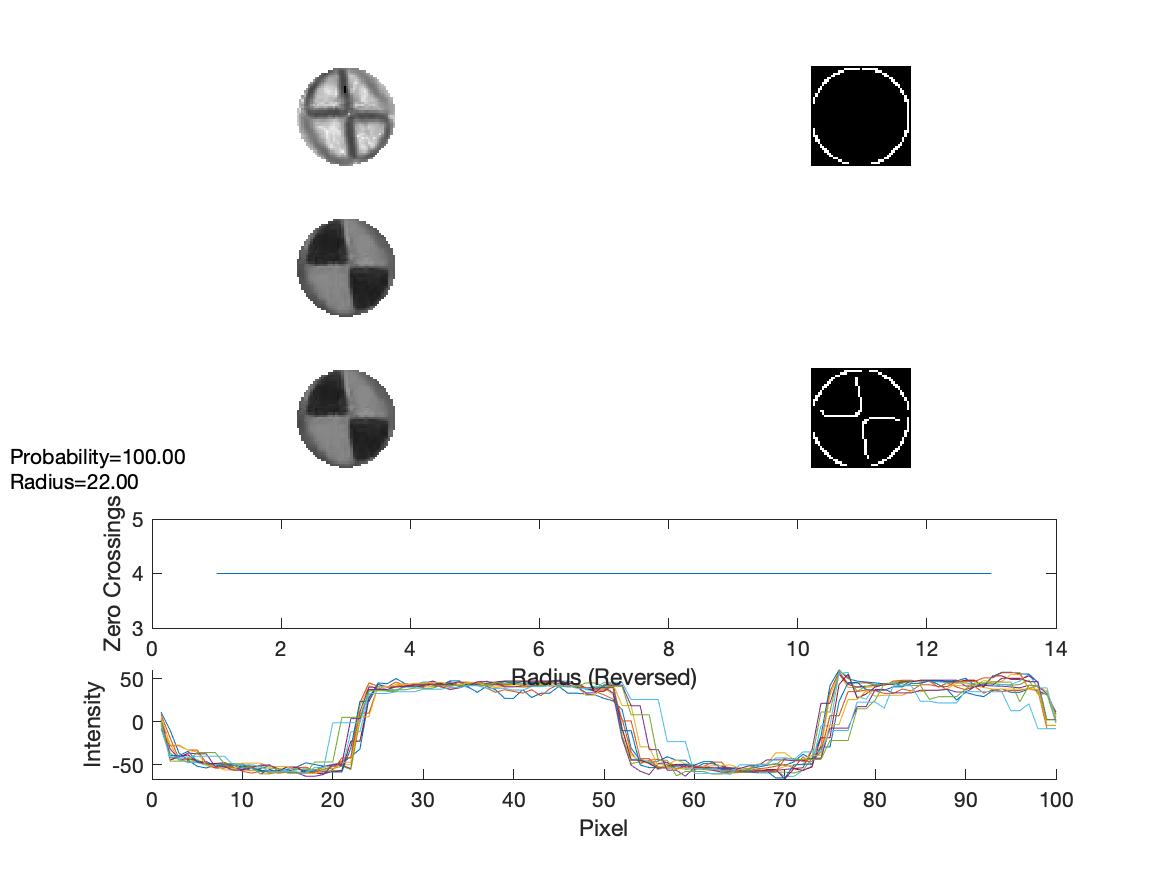 Probability=100.00
Radius=22.00
Zero Crossings
5
4
3
0 2 4 6 8 10 12 14
Radius (Reversed)
Intensity
50
0
-50
0 10 20 30 40 50 60 70 80 90 100
Pixel